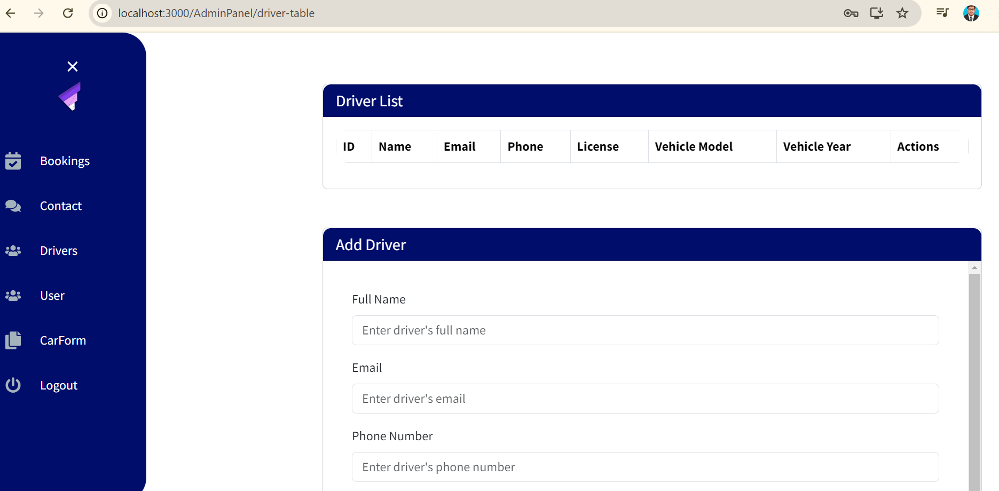 localhost:3000/AdminPanel/driver-table
Bookings
Contact
Drivers
User
CarForm
Logout
Driver List
ID Name Email Phone License Vehicle Model Vehicle Year Actions
Add Driver
Full Name
Enter driver's full name
Email
Enter driver's email
Phone Number
Enter driver's phone number